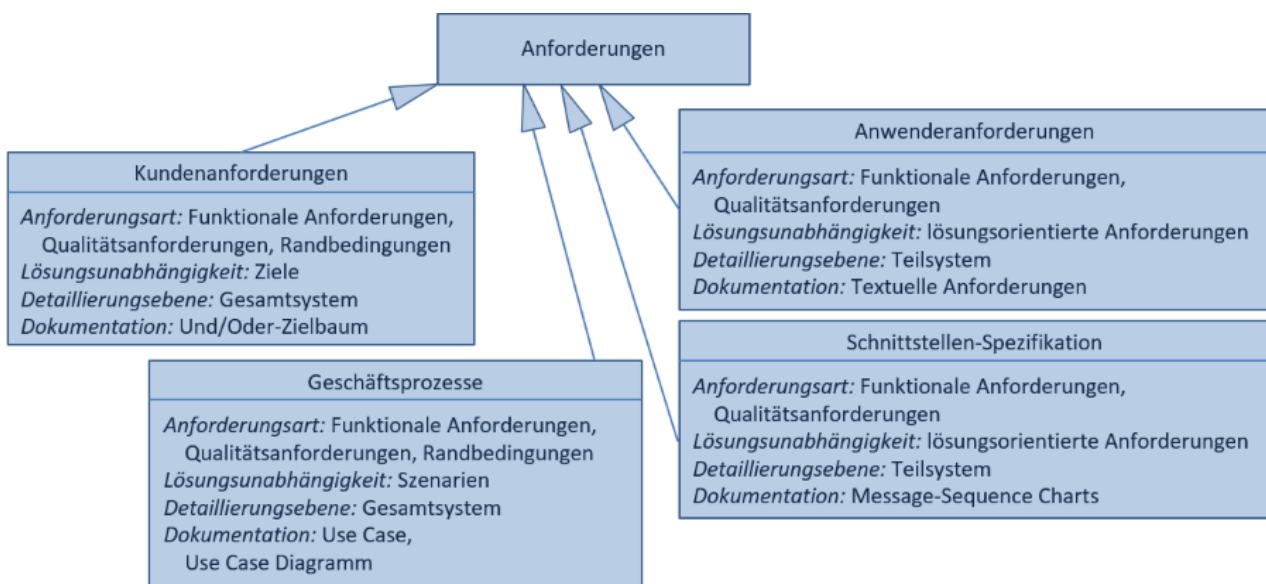 Anforderungen
Kundenanforderungen
Anforderungsart: Funktionale Anforderungen,
Qualitätsanforderungen, Randbedingungen
Lösungsunabhängigkeit: Ziele
Detaillierungsebene: Gesamtsystem
Dokumentation: Und/Oder-Zielbaum
Geschäftsprozesse
Anforderungsart: Funktionale Anforderungen,
Qualitätsanforderungen, Randbedingungen
Lösungsunabhängigkeit: Szenarien
Detaillierungsebene: Gesamtsystem
Dokumentation: Use Case,
Use Case Diagramm
Anwenderanforderungen
Anforderungsart: Funktionale Anforderungen,
Qualitätsanforderungen
Lösungsunabhängigkeit: lösungsorientierte Anforderungen
Detaillierungsebene: Teilsystem
Dokumentation: Textuelle Anforderungen
Schnittstellen-Spezifikation
Anforderungsart: Funktionale Anforderungen,
Qualitätsanforderungen
Lösungsunabhängigkeit: lösungsorientierte Anforderungen
Detaillierungsebene: Teilsystem
Dokumentation: Message-Sequence Charts